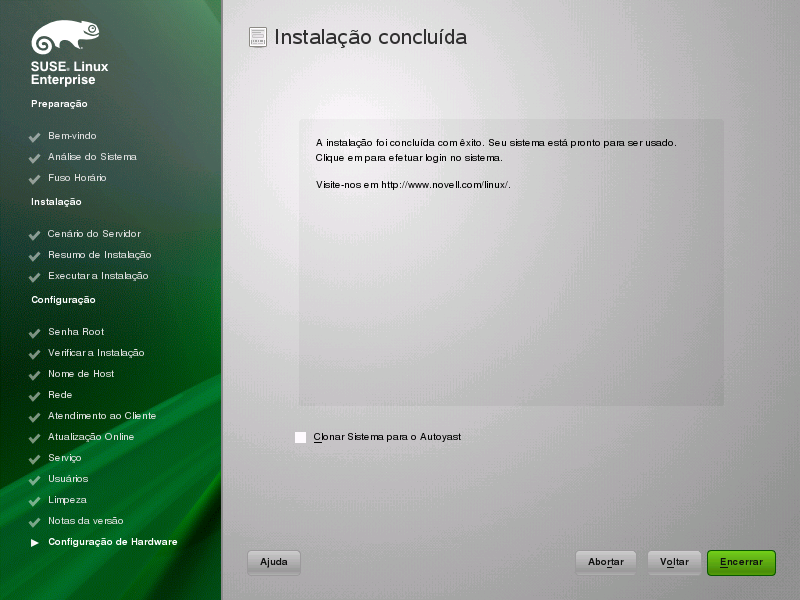 SUSE. Linux
Enterprise
Preparação
Bem-vindo
Análise do Sistema
Fuso Horário
Instalação
Cenário do Servidor
Resumo de Instalação
Executar a Instalação
Configuração
Senha Root
Verificar a Instalação
Nome de Host
Rede
Atendimento ao Cliente
Atualização Online
Serviço
Usuários
Limpeza
Notas da versão
Configuração de Hardware
Instalação concluída
A instalação foi concluída com êxito. Seu sistema está pronto para ser usado.
Clique em para efetuar login no sistema.
Visite-nos em http://www.novell.com/linux/.
Clonar Sistema para o Autoyast
Ajuda
Abortar
Voltar
Encerrar